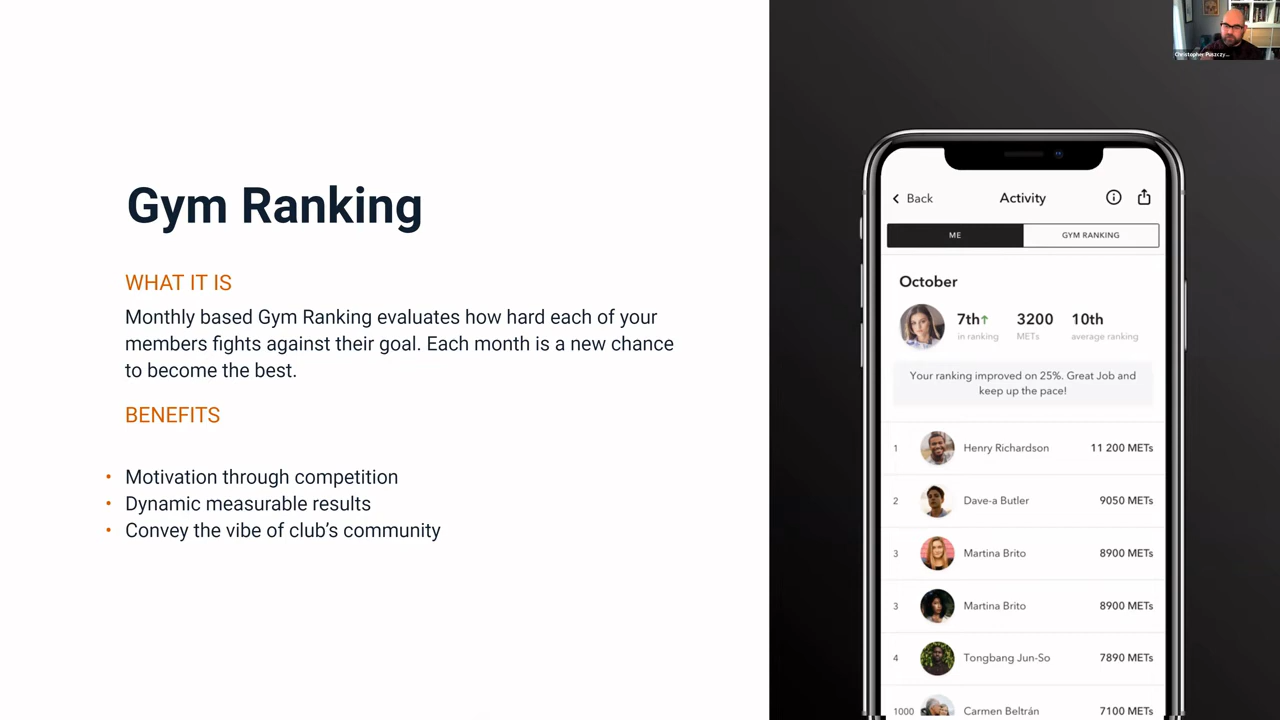 Gym Ranking
WHAT IT IS
Monthly based Gym Ranking evaluates how hard each of your
members fights against their goal. Each month is a new chance
to become the best.
BENEFITS
• Motivation through competition
• Dynamic measurable results
• Convey the vibe of club's community
Christopher
Back
Activity
ME
GYM RANKING
October
7th↑
in ranking
3200
METs
10th
average ranking
Your ranking improved on 25%. Great Job and
keep up the pace!
1 Henry Richardson 11 200 METs
2 Dave-a Butler 9050 METs
3 Martina Brito 8900 METs
3 Martina Brito 8900 METs
4 Tongbang Jun-So 7890 METs
1000 Carmen Beltrán 7100 METs